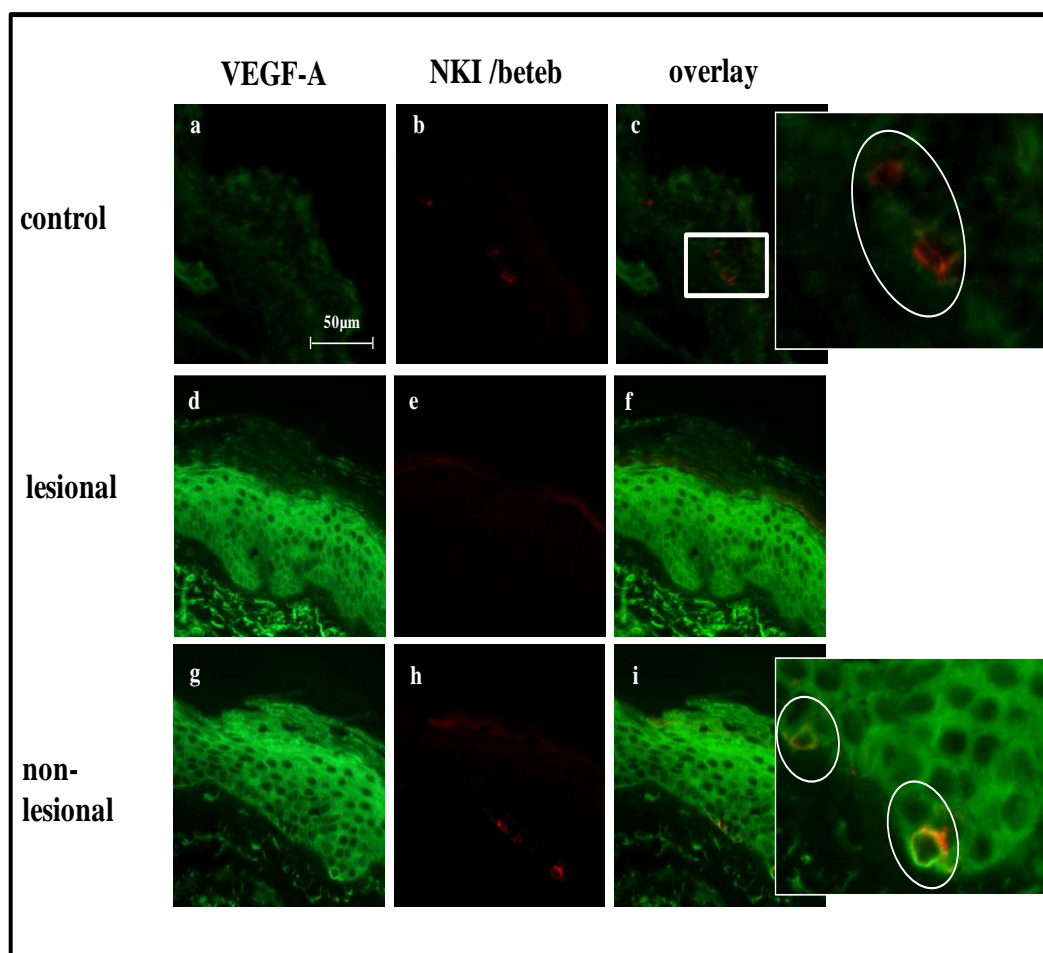 VEGF-A NKI /beteb overlay
control
a b c
50µm
lesional
d e f
non-
lesional
g h i